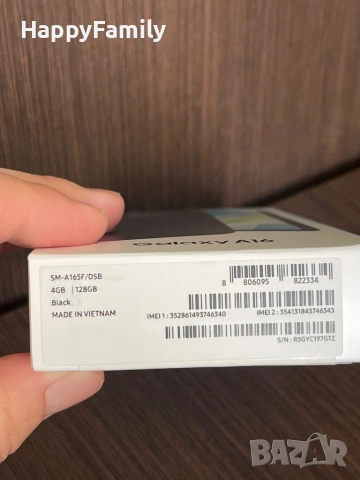 HappyFamily
Galaxy A16
SM-A165F/DSB
4GB | 128GB
Black
MADE IN VIETNAM
8 806095 822334
IMEI 1 : 352861493746340
IMEI 2 : 354131843746343
S/N : R5GYC197GTZ
BAZAR